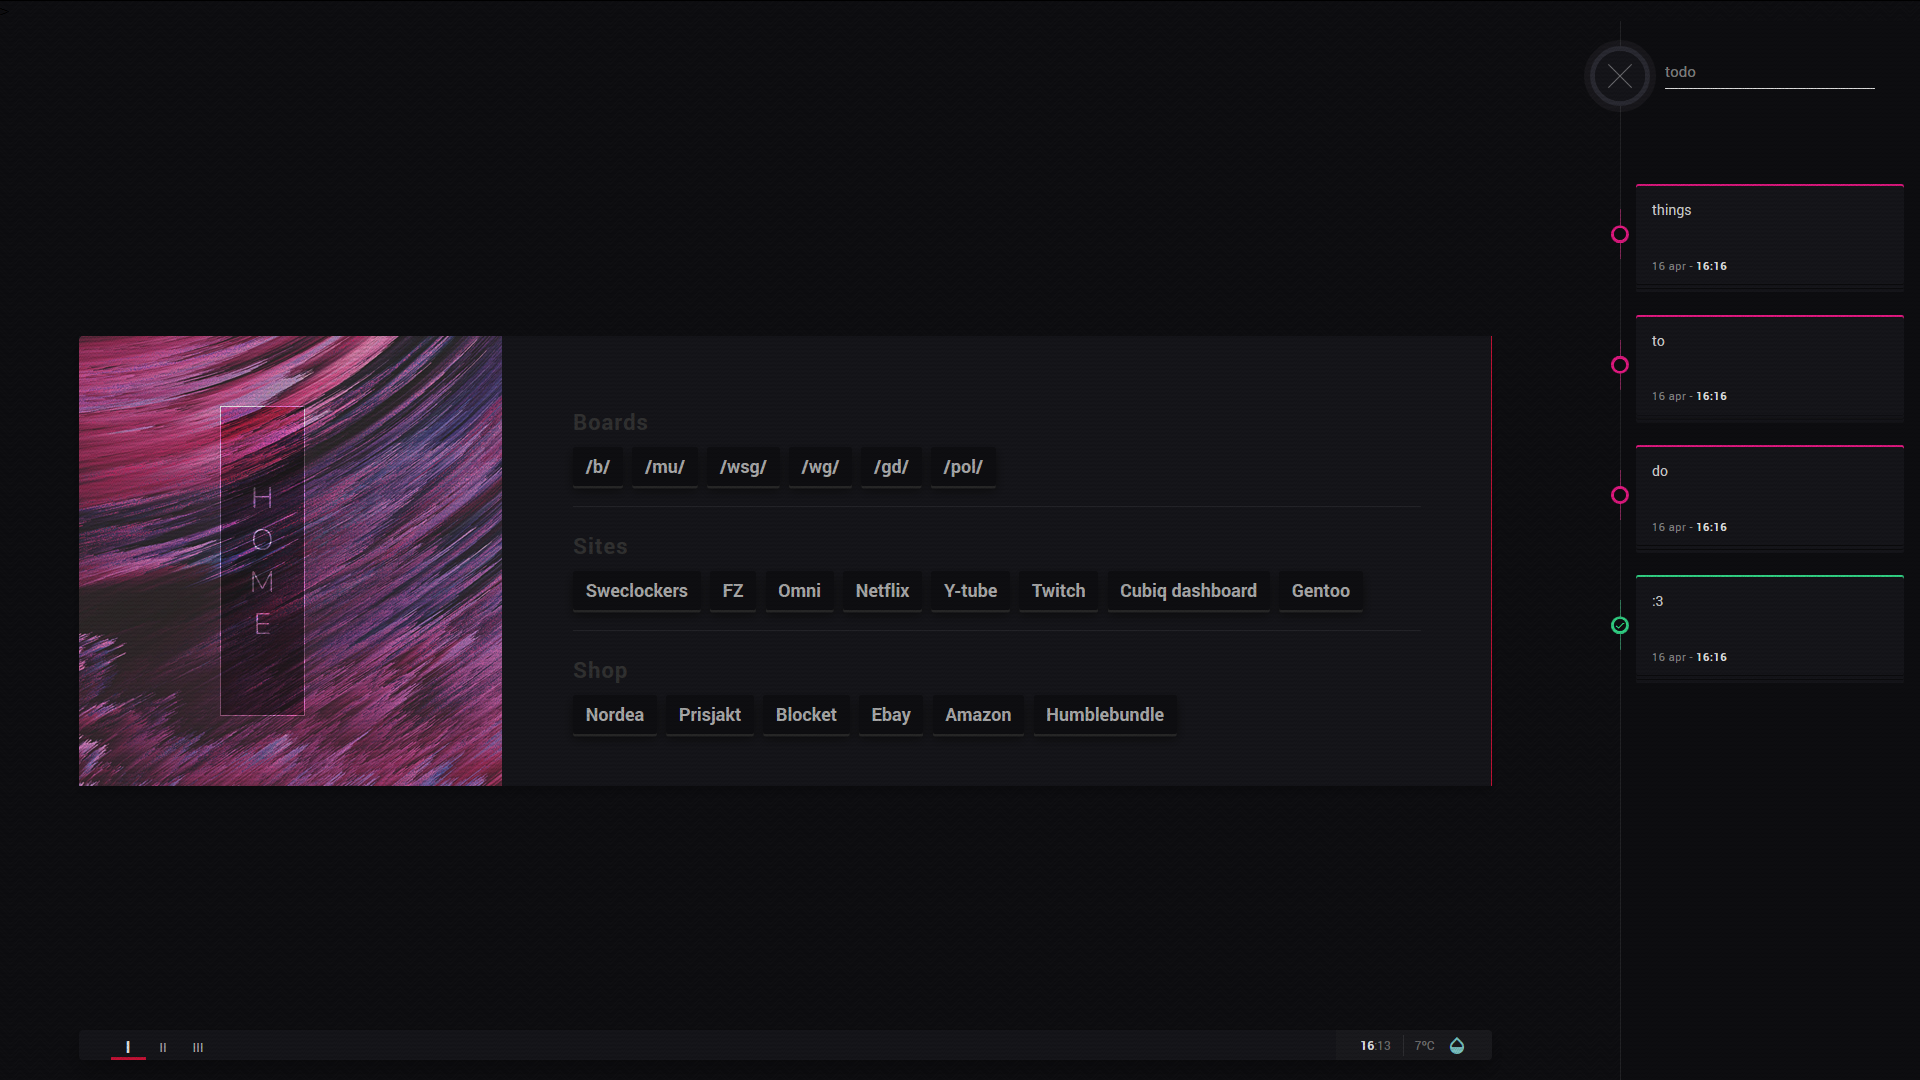 >
todo
things
16 apr - 16:16
to
16 apr - 16:16
do
16 apr - 16:16
:3
16 apr - 16:16
H
O
M
E
Boards
/b/ /mu/ /wsg/ /wg/ /gd/ /pol/
Sites
Sweclockers FZ Omni Netflix Y-tube Twitch Cubiq dashboard Gentoo
Shop
Nordea Prisjakt Blocket Ebay Amazon Humblebundle
I II III 16:13 7°C